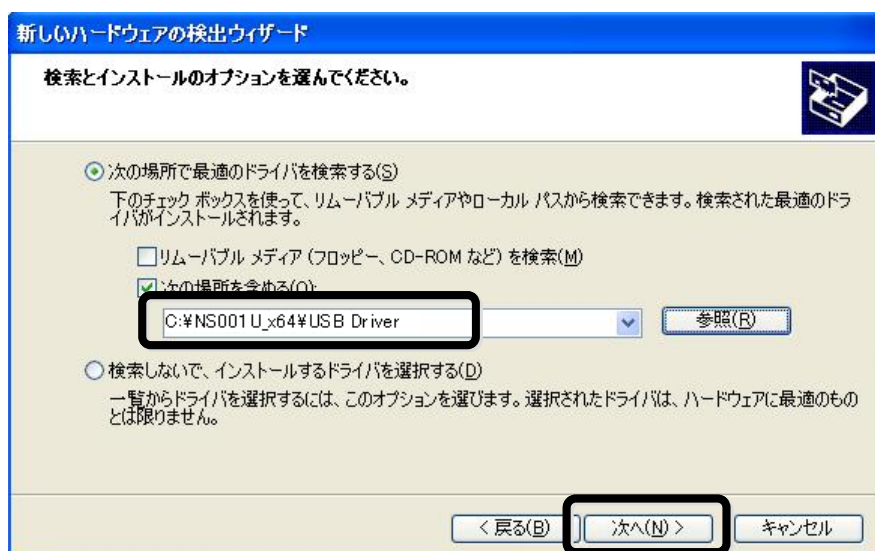 新しいハードウェアの検出ウィザード
検索とインストールのオプションを選んでください。
次の場所で最適のドライバを検索する(S)
下のチェック ボックスを使って、リムーバブル メディアやローカル パスから検索できます。検索された最適のドラ
イバがインストールされます。
リムーバブル メディア (フロッピー、CD-ROM など) を検索(M)
次の場所を含める(O):
C:¥NS001U_x64¥USB Driver
参照(R)
検索しないで、インストールするドライバを選択する(D)
一覧からドライバを選択するには、このオプションを選びます。選択されたドライバは、ハードウェアに最適のもの
とは限りません。
< 戻る(B)
次へ(N) >
キャンセル